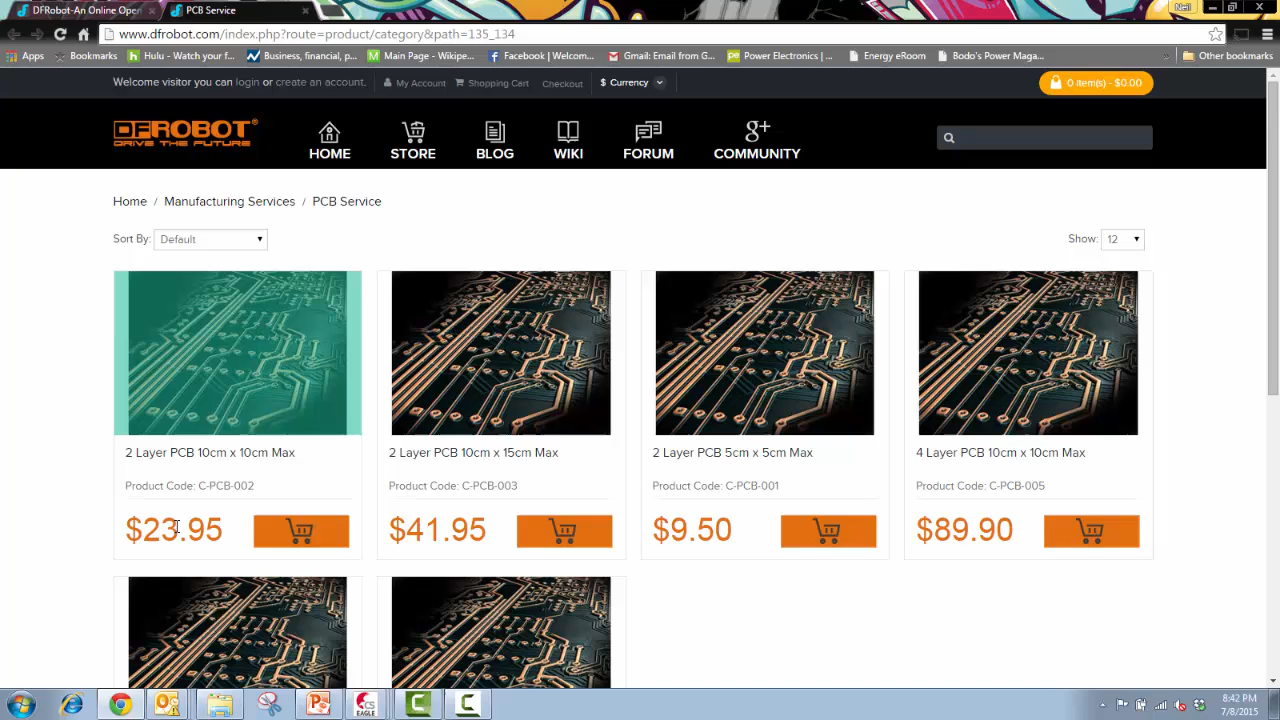 DFRobot-An Online Open
PCB Service
Neil
www.dfrobot.com/index.php?route=product/category&path=135_134
Apps
Bookmarks
Hulu - Watch your f...
Business, financial, p...
Main Page - Wikipe...
Facebook | Welcom...
Gmail: Email from G...
Power Electronics | ...
Energy eRoom
Bodo's Power Maga...
»
Other bookmarks
Welcome visitor you can login or create an account.
My Account
Shopping Cart
Checkout
$ Currency
0 item(s) - $0.00
DFROBOT®
DRIVE THE FUTURE
HOME
STORE
BLOG
WIKI
FORUM
g+
COMMUNITY
Home / Manufacturing Services / PCB Service
Sort By: Default
Show: 12
2 Layer PCB 10cm x 10cm Max
Product Code: C-PCB-002
$23.95
2 Layer PCB 10cm x 15cm Max
Product Code: C-PCB-003
$41.95
2 Layer PCB 5cm x 5cm Max
Product Code: C-PCB-001
$9.50
4 Layer PCB 10cm x 10cm Max
Product Code: C-PCB-005
$89.90
CS
EAGLE
8:42 PM
7/8/2015